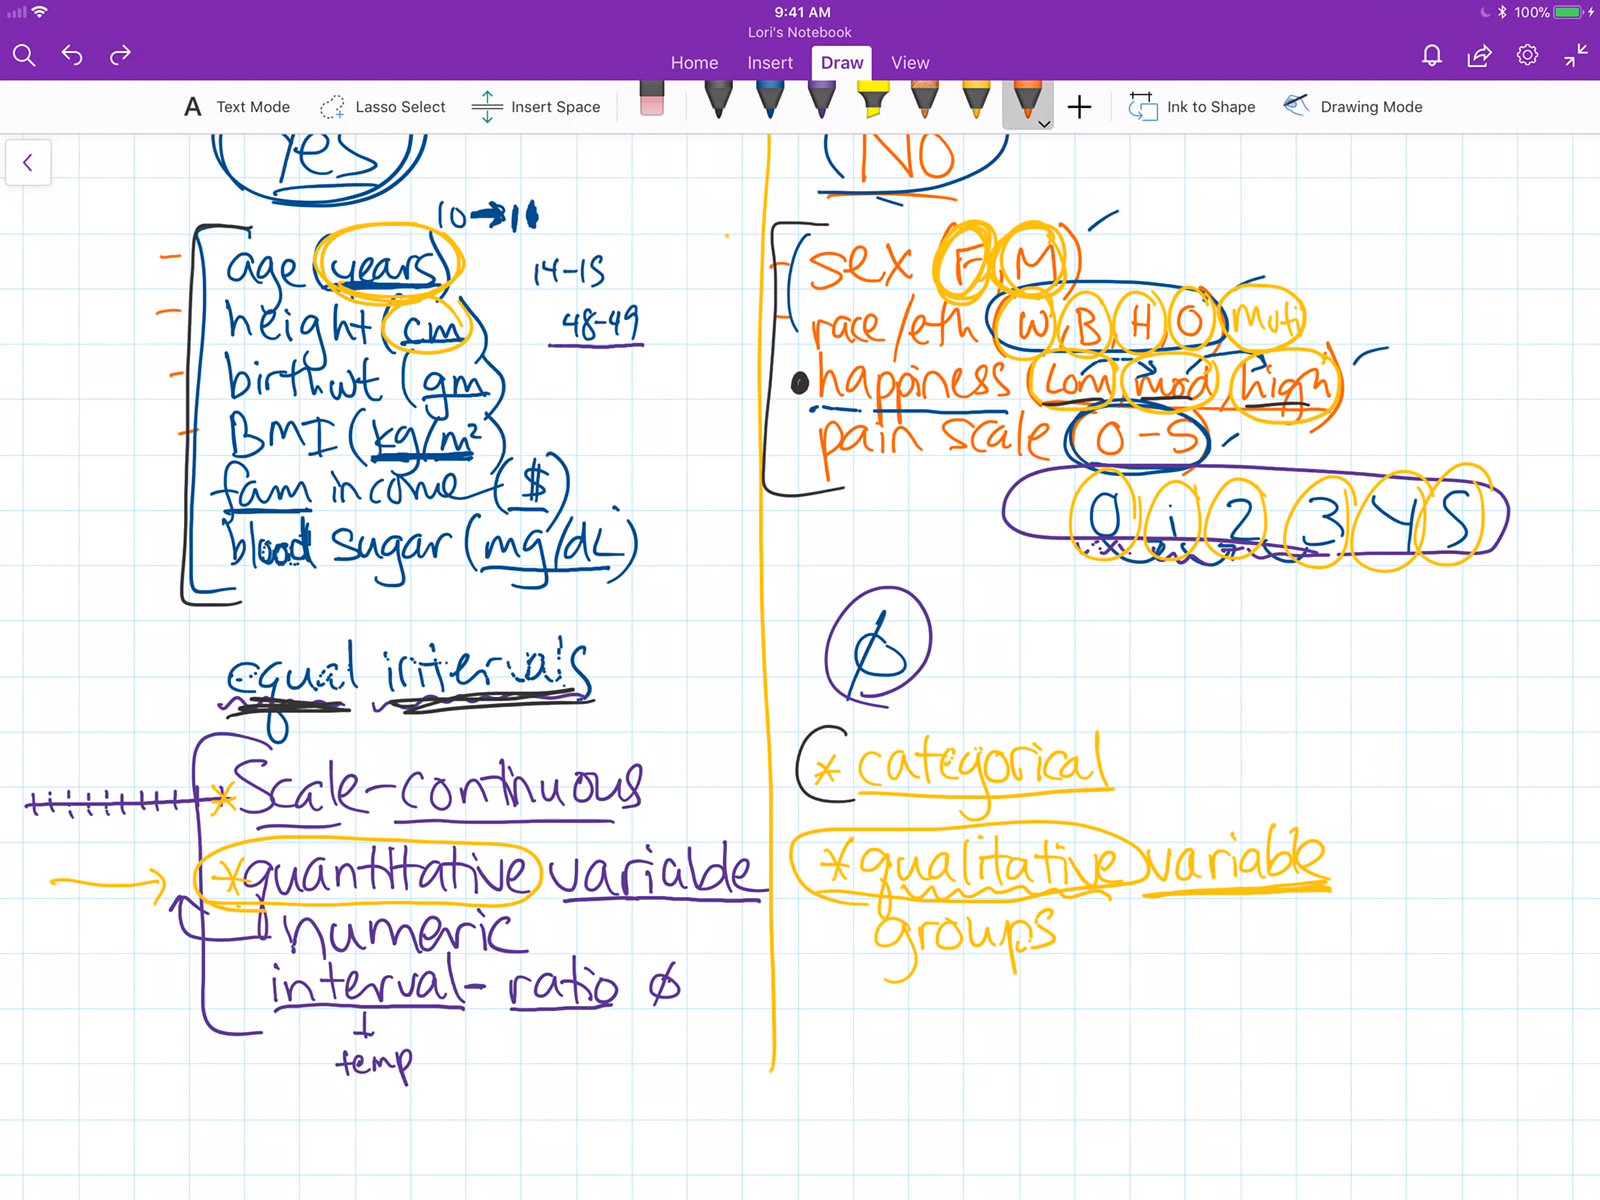 9:41 AM
100%
Lori's Notebook
Home Insert Draw View
Text Mode Lasso Select Insert Space Ink to Shape Drawing Mode
Yes
10→11
age (years) 14-15
height (cm) 48-49
birthwt (gm)
BMI (kg/m²)
fam income ($)
blood sugar (mg/dL)
equal intervals
*Scale-continuous
*quantitative variable
numeric
interval-ratio ∅
temp
No
sex (F, M)
race/eth (W, B, H, O,
happiness (Low, mod, high)
pain scale (0-5)
0 1 2 3 4 5
∅
* categorical
*qualitative variable
groups